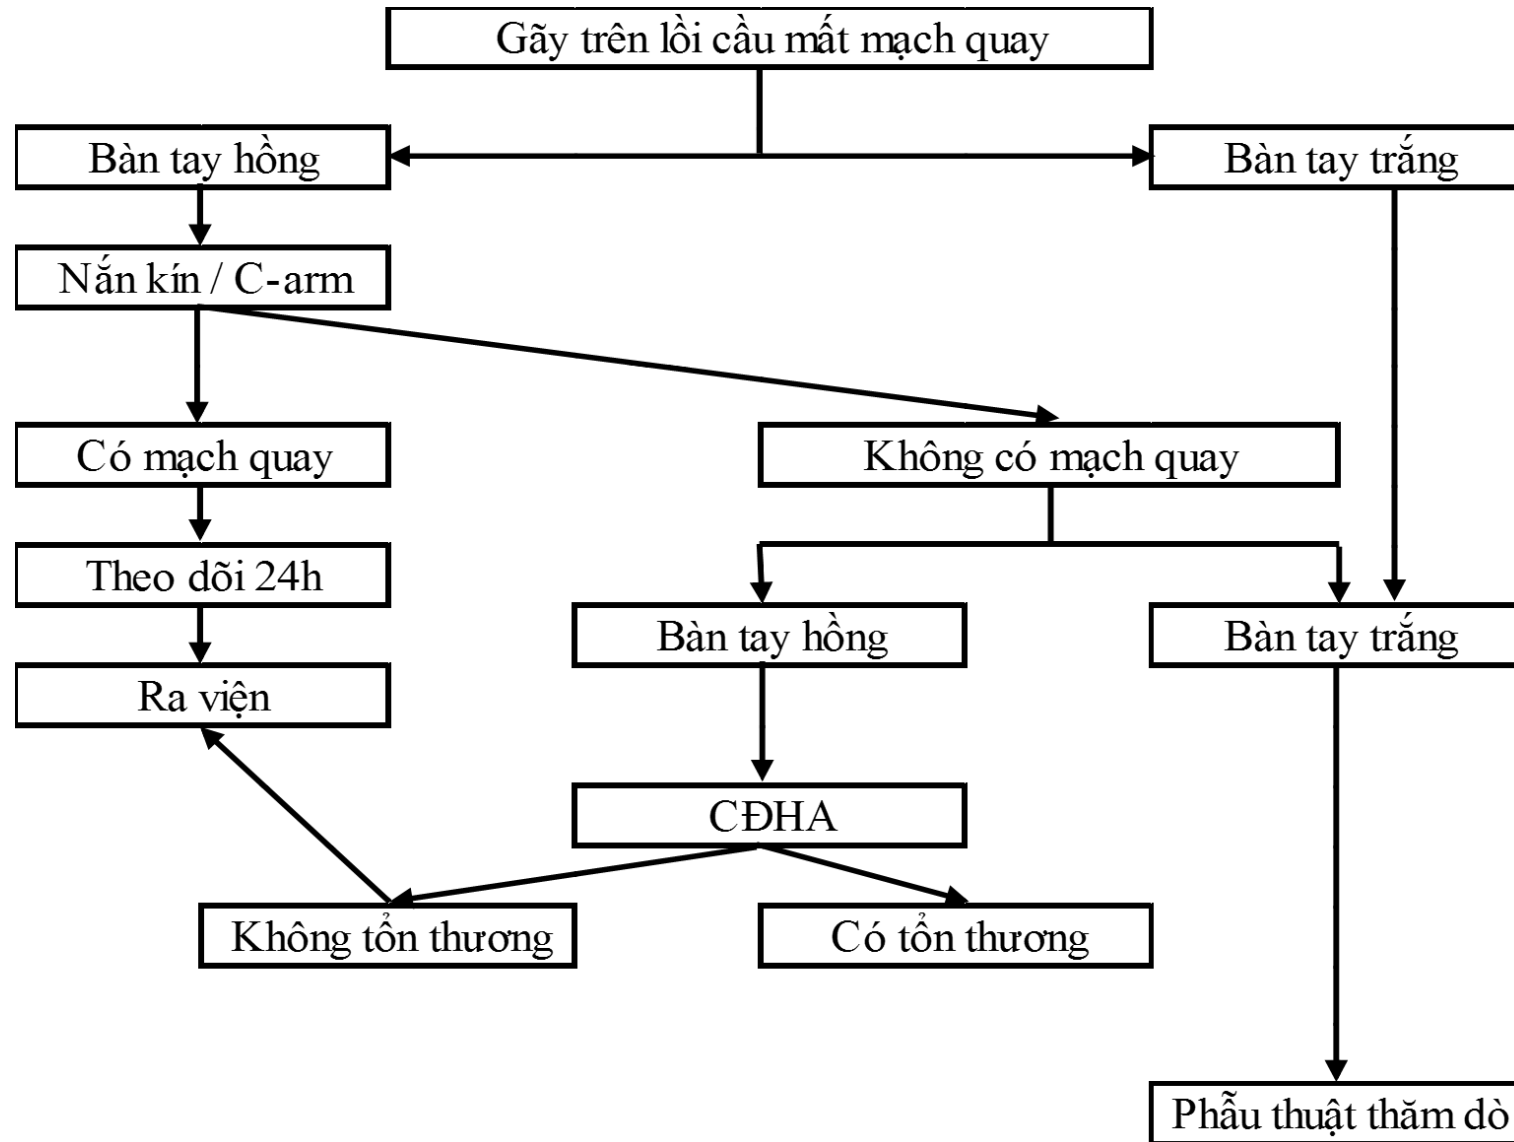 Gãy trên lồi cầu mất mạch quay
Bàn tay hồng
Bàn tay trắng
Nắn kín / C-arm
Có mạch quay
Không có mạch quay
Theo dõi 24h
Bàn tay hồng
Bàn tay trắng
Ra viện
CĐHA
Không tổn thương
Có tổn thương
Phẫu thuật thăm dò